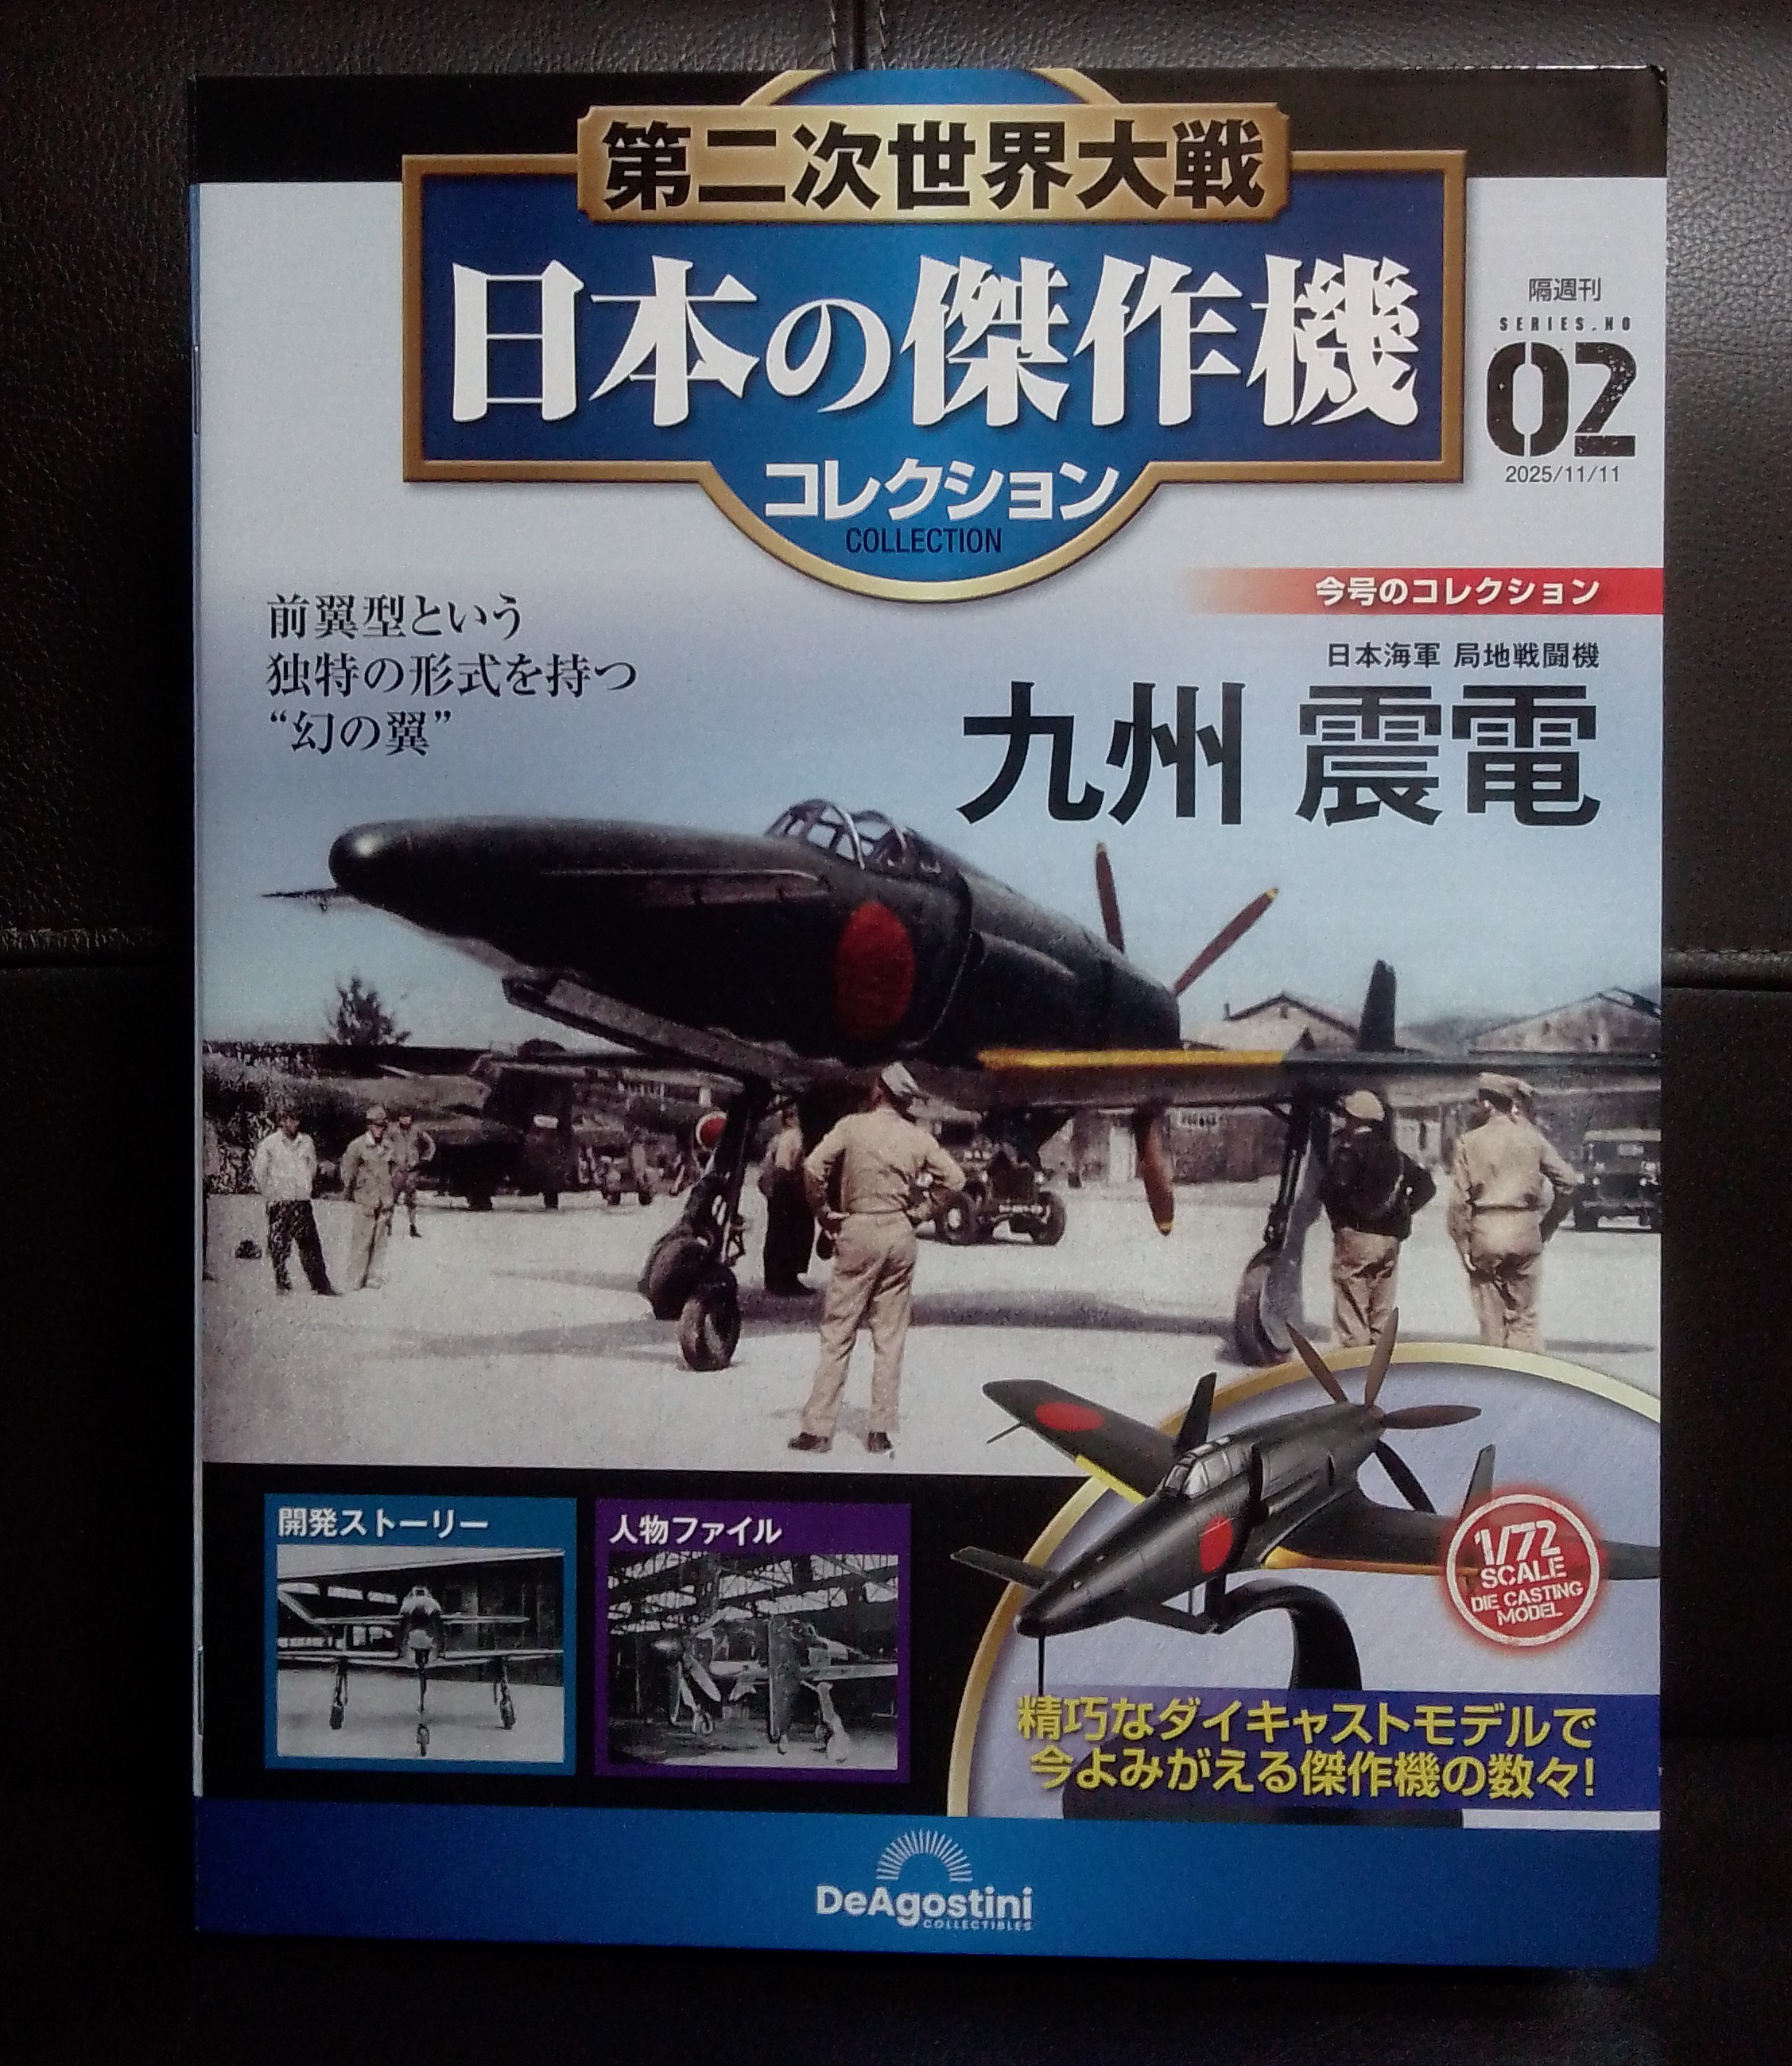 第二次世界大戦
日本の傑作機
コレクション
COLLECTION
隔週刊
SERIES.NO
02
2025/11/11
今号のコレクション
日本海軍 局地戦闘機
九州 震電
前翼型という
独特の形式を持つ
“幻の翼”
開発ストーリー
人物ファイル
1/72
SCALE
DIE CASTING
MODEL
精巧なダイキャストモデルで
今よみがえる傑作機の数々!
DeAgostini
COLLECTIBLES